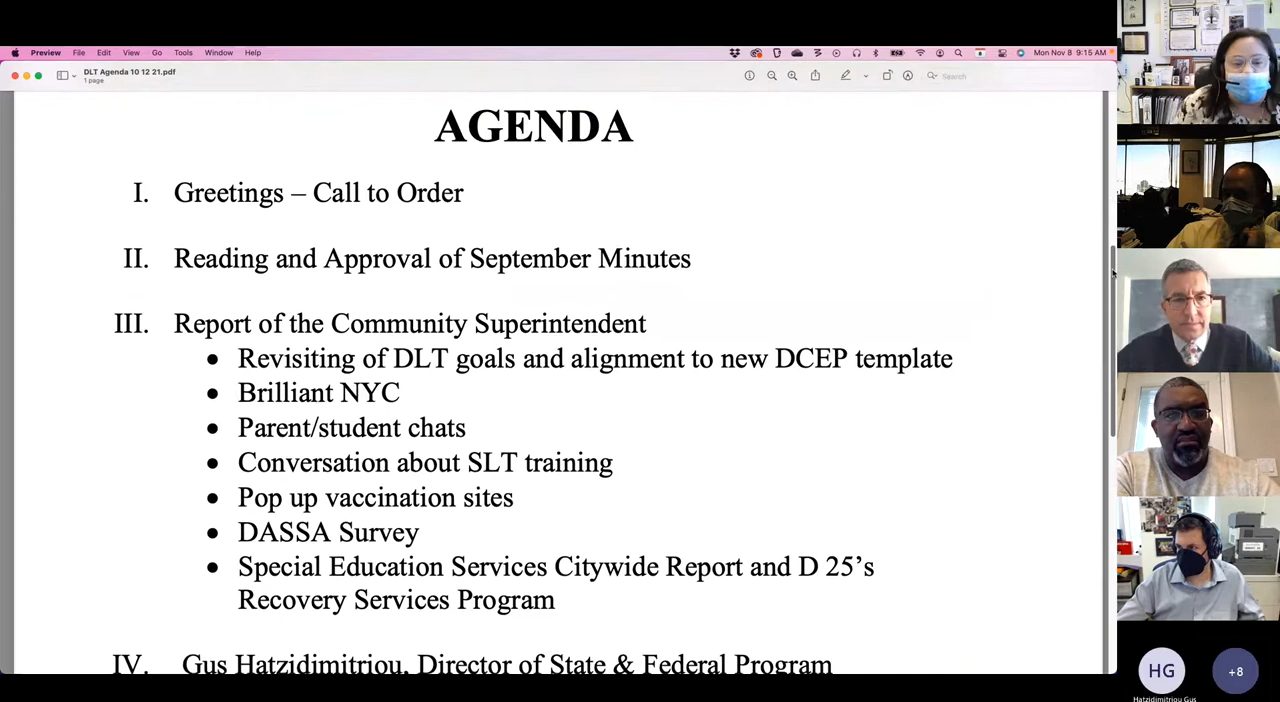 Preview File Edit View Go Tools Window Help
Mon Nov 8 9:15 AM
DLT Agenda 10 12 21.pdf
1 page
Search
AGENDA
I. Greetings – Call to Order
II. Reading and Approval of September Minutes
III. Report of the Community Superintendent
• Revisiting of DLT goals and alignment to new DCEP template
• Brilliant NYC
• Parent/student chats
• Conversation about SLT training
• Pop up vaccination sites
• DASSA Survey
• Special Education Services Citywide Report and D 25’s
Recovery Services Program
IV. Gus Hatzidimitriou, Director of State & Federal Program
HG
+8
Hatzidimitriou Gus